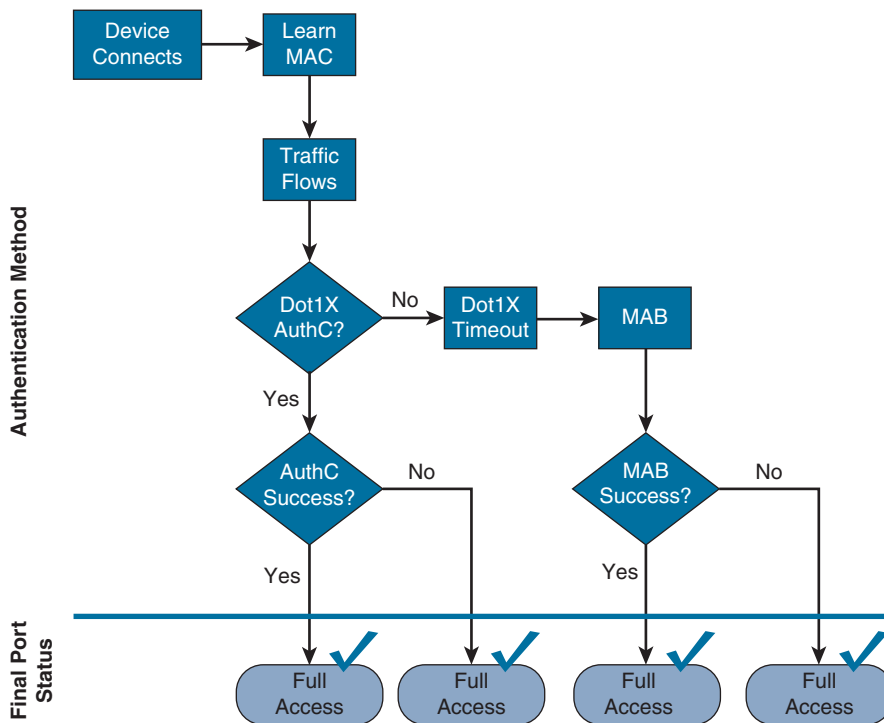 Device
Connects
Learn
MAC
Traffic
Flows
Authentication Method
Dot1X
AuthC?
No
Dot1X
Timeout
MAB
Yes
AuthC
Success?
No
MAB
Success?
No
Yes
Yes
Final Port
Status
Full
Access
Full
Access
Full
Access
Full
Access